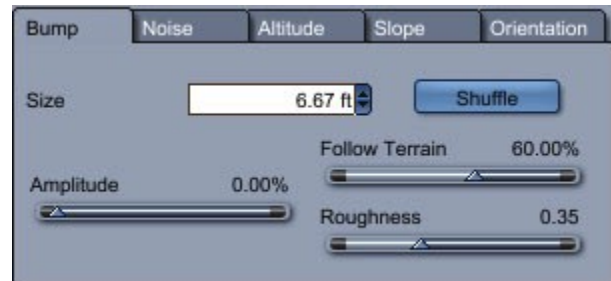 Bump Noise Altitude Slope Orientation
Size 6.67 ft Shuffle
Follow Terrain 60.00%
Amplitude 0.00%
Roughness 0.35